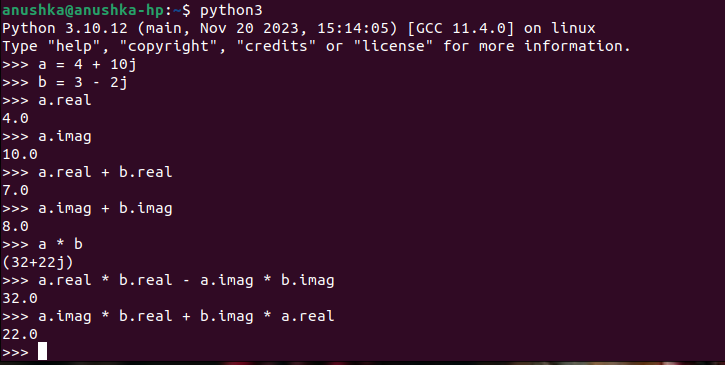 anushka@anushka-hp:~$ python3
Python 3.10.12 (main, Nov 20 2023, 15:14:05) [GCC 11.4.0] on linux
Type "help", "copyright", "credits" or "license" for more information.
>>> a = 4 + 10j
>>> b = 3 - 2j
>>> a.real
4.0
>>> a.imag
10.0
>>> a.real + b.real
7.0
>>> a.imag + b.imag
8.0
>>> a * b
(32+22j)
>>> a.real * b.real - a.imag * b.imag
32.0
>>> a.imag * b.real + b.imag * a.real
22.0
>>>